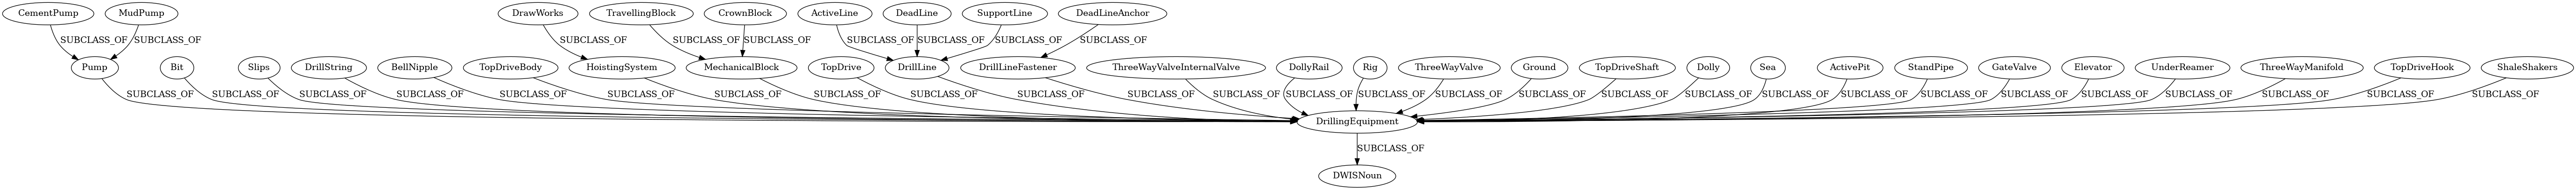 CementPump MudPump DrawWorks TravellingBlock CrownBlock ActiveLine DeadLine SupportLine DeadLineAnchor
SUBCLASS_OF SUBCLASS_OF SUBCLASS_OF SUBCLASS_OF SUBCLASS_OF SUBCLASS_OF SUBCLASS_OF SUBCLASS_OF SUBCLASS_OF
Pump Bit Slips DrillString BellNipple TopDriveBody HoistingSystem MechanicalBlock TopDrive DrillLine DrillLineFastener ThreeWayValveInternalValve DollyRail Rig ThreeWayValve Ground TopDriveShaft Dolly Sea ActivePit StandPipe GateValve Elevator UnderReamer ThreeWayManifold TopDriveHook ShaleShakers
SUBCLASS_OF SUBCLASS_OF SUBCLASS_OF SUBCLASS_OF SUBCLASS_OF SUBCLASS_OF SUBCLASS_OF SUBCLASS_OF SUBCLASS_OF SUBCLASS_OF SUBCLASS_OF SUBCLASS_OF SUBCLASS_OF SUBCLASS_OF SUBCLASS_OF SUBCLASS_OF SUBCLASS_OF SUBCLASS_OF SUBCLASS_OF SUBCLASS_OF SUBCLASS_OF SUBCLASS_OF SUBCLASS_OF SUBCLASS_OF SUBCLASS_OF SUBCLASS_OF SUBCLASS_OF
DrillingEquipment
SUBCLASS_OF
DWISNoun